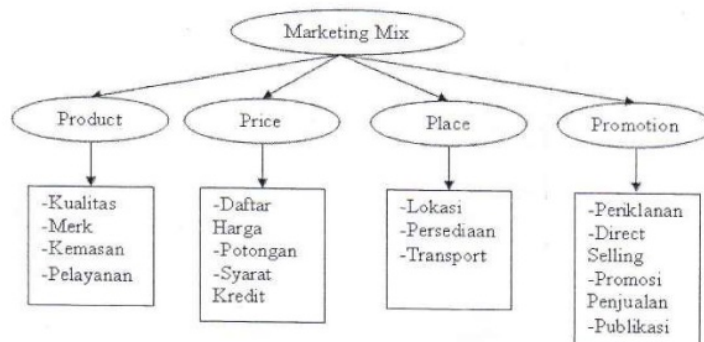 Marketing Mix
Product
Price
Place
Promotion
-Kualitas
-Merk
-Kemasan
-Pelayanan
-Daftar
Harga
-Potongan
-Syarat
Kredit
-Lokasi
-Persediaan
-Transport
-Periklanan
-Direct
Selling
-Promosi
Penjualan
-Publikasi